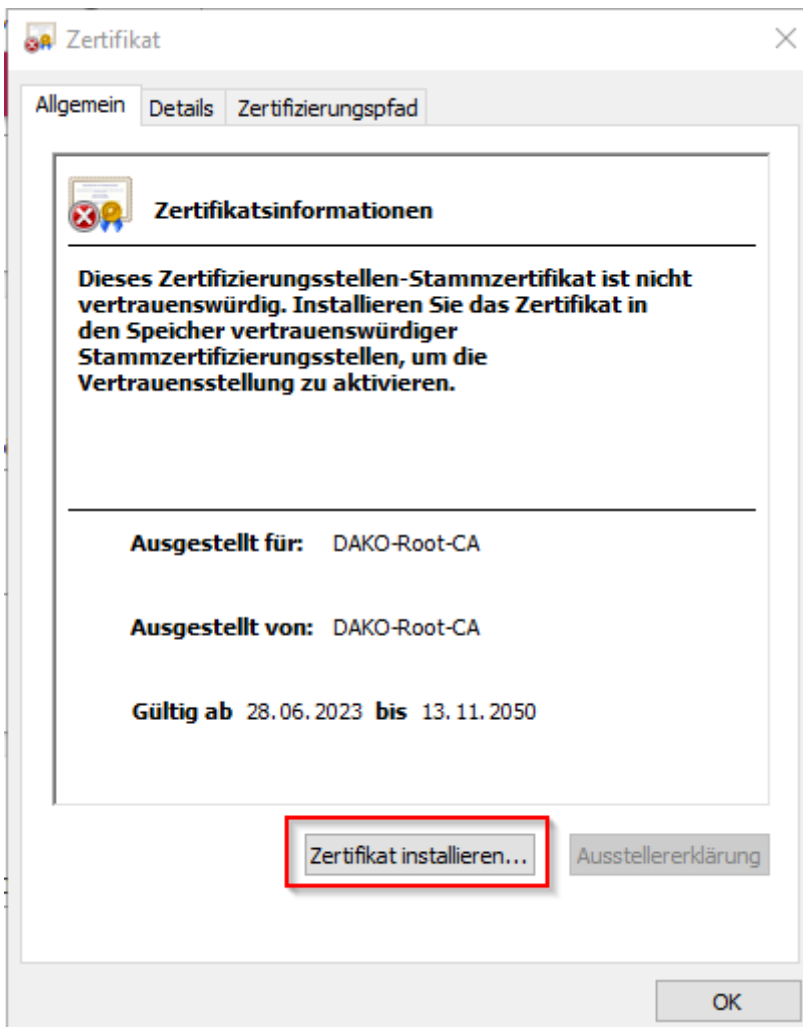 Zertifikat
Allgemein Details Zertifizierungspfad
Zertifikatsinformationen
Dieses Zertifizierungsstellen-Stammzertifikat ist nicht
vertrauenswürdig. Installieren Sie das Zertifikat in
den Speicher vertrauenswürdiger
Stammzertifizierungsstellen, um die
Vertrauensstellung zu aktivieren.
Ausgestellt für: DAKO-Root-CA
Ausgestellt von: DAKO-Root-CA
Gültig ab 28.06.2023 bis 13.11.2050
Zertifikat installieren... Ausstellererklärung
OK